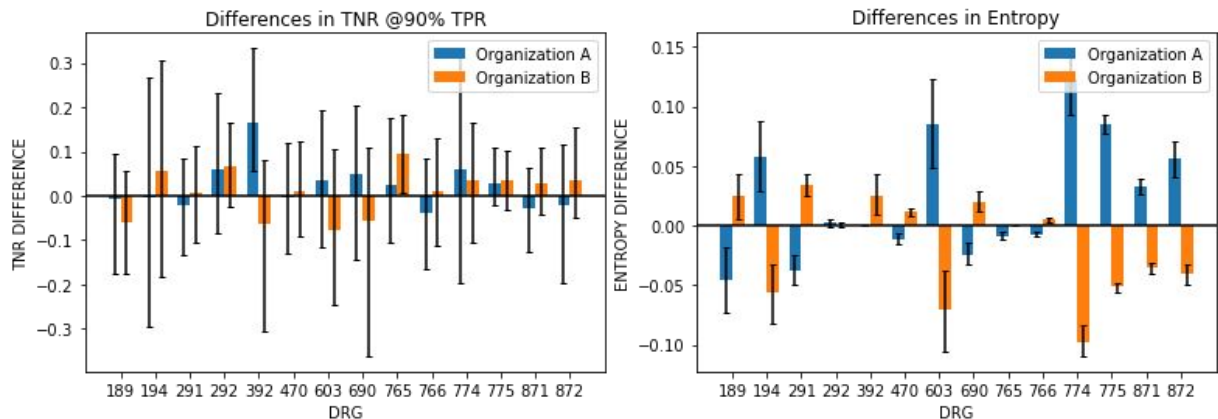 Differences in TNR @90% TPR
TNR DIFFERENCE
0.3
0.2
0.1
0.0
−0.1
−0.2
−0.3
Organization A
Organization B
189 194 291 292 392 470 603 690 765 766 774 775 871 872
DRG
Differences in Entropy
ENTROPY DIFFERENCE
0.15
0.10
0.05
0.00
−0.05
−0.10
Organization A
Organization B
189 194 291 292 392 470 603 690 765 766 774 775 871 872
DRG